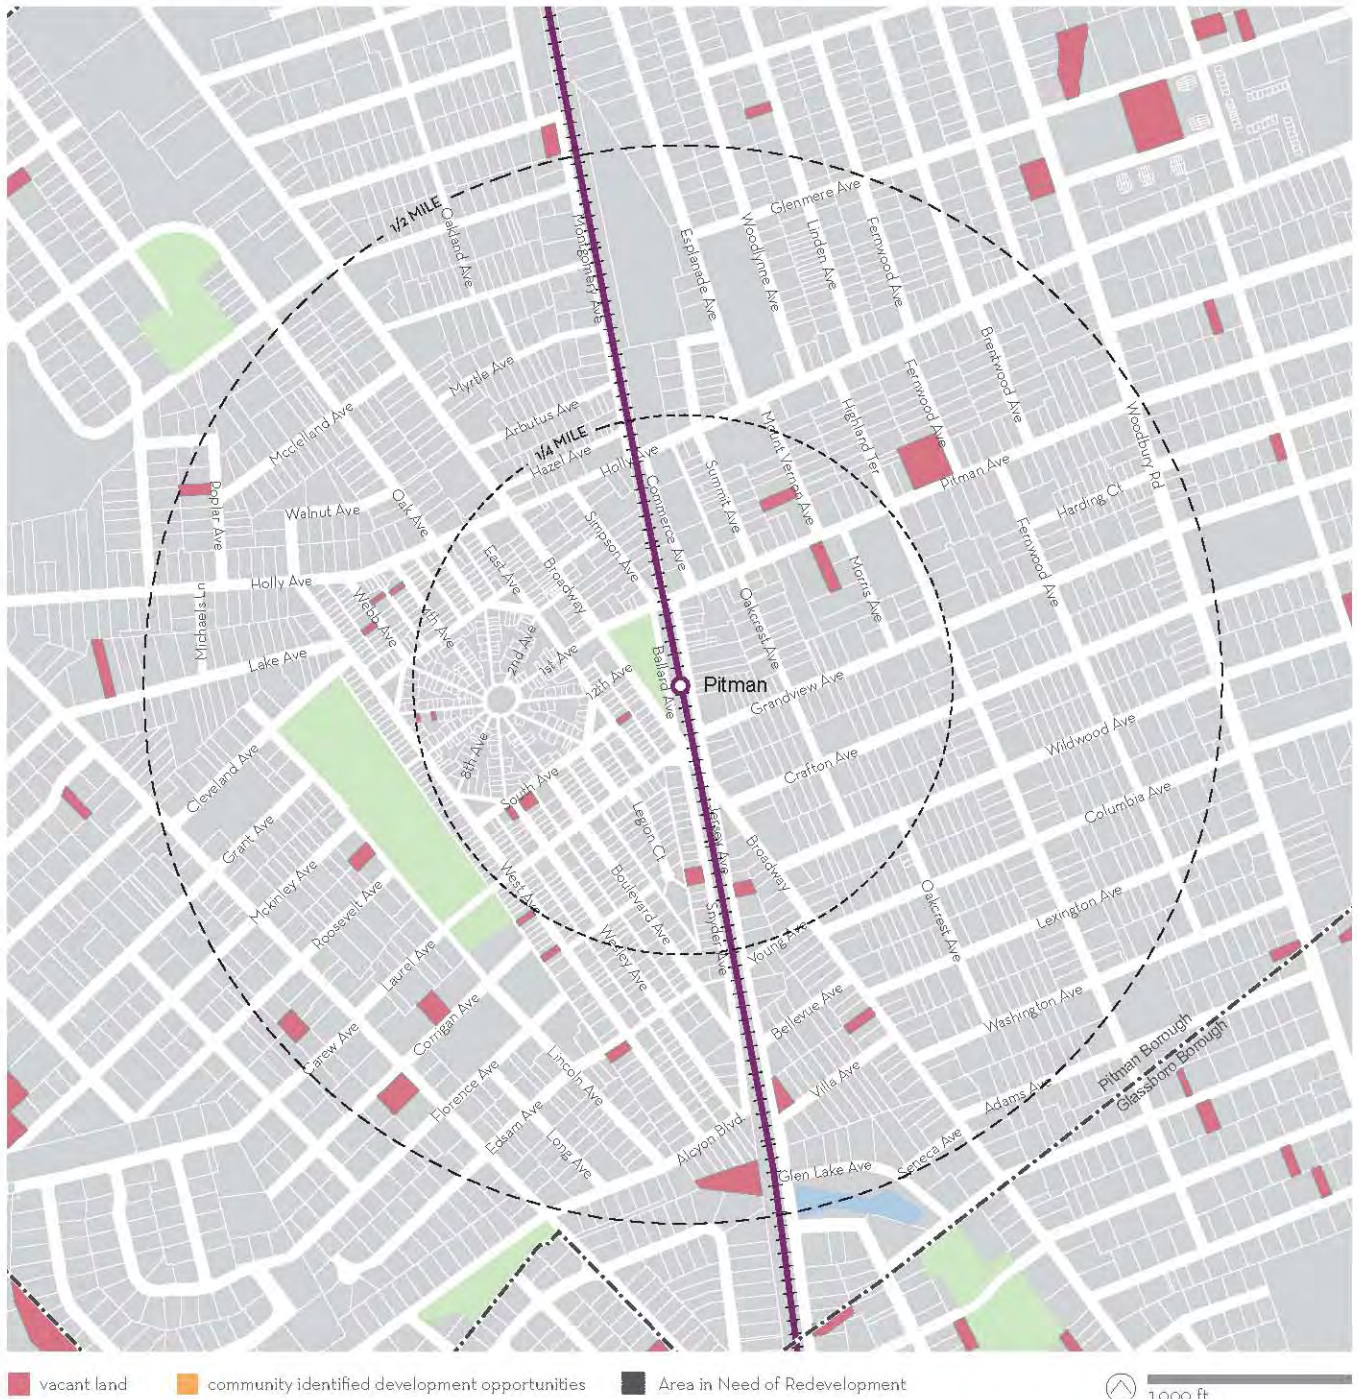 1/2 MILE
Oakland Ave
Montgomery Ave
Esplanade Ave
Woodlynne Ave
Glenmere Ave
Linden Ave
Fernwood Ave
Brentwood Ave
Myrtle Ave
Arbutus Ave
1/4 MILE
Hazel Ave
Holly Ave
Mcclelland Ave
Poplar Ave
Walnut Ave
Oak Ave
East Ave
Simpson Ave
Commerce Ave
Summit Ave
Mount Vernon Ave
Highland Ter
Fernwood Ave
Pitman Ave
Woodbury Rd
Harding Ct
Fernwood Ave
Broadway
Holly Ave
Michaels Ln
Webb Ave
Lake Ave
2nd Ave
1st Ave
12th Ave
Ballard Ave
Pitman
Oakcrest Ave
Morris Ave
Grandview Ave
Crafton Ave
Wildwood Ave
Columbia Ave
8th Ave
South Ave
Cleveland Ave
Grant Ave
Mckinley Ave
Roosevelt Ave
Laurel Ave
Corrigan Ave
Carew Ave
West Ave
Legion Ct
Boulevard Ave
Wesley Ave
Jersey Ave
Snyder Ave
Broadway
Young Ave
Oakcrest Ave
Lexington Ave
Washington Ave
Bellevue Ave
Villa Ave
Adams Av
Pitman Borough
Glassboro Borough
Florence Ave
Edsam Ave
Lincoln Ave
Long Ave
Alcyon Blvd.
Glen Lake Ave
Seneca Ave
vacant land
community identified development opportunities
Area in Need of Redevelopment
1,000 ft